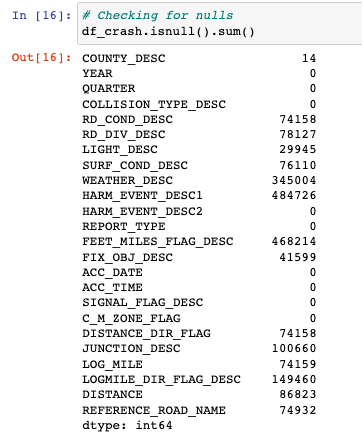 In [16]: # Checking for nulls
df_crash.isnull().sum()
Out[16]: COUNTY_DESC 14
YEAR 0
QUARTER 0
COLLISION_TYPE_DESC 0
RD_COND_DESC 74158
RD_DIV_DESC 78127
LIGHT_DESC 29945
SURF_COND_DESC 76110
WEATHER_DESC 345004
HARM_EVENT_DESC1 484726
HARM_EVENT_DESC2 0
REPORT_TYPE 0
FEET_MILES_FLAG_DESC 468214
FIX_OBJ_DESC 41599
ACC_DATE 0
ACC_TIME 0
SIGNAL_FLAG_DESC 0
C_M_ZONE_FLAG 0
DISTANCE_DIR_FLAG 74158
JUNCTION_DESC 100660
LOG_MILE 74159
LOGMILE_DIR_FLAG_DESC 149460
DISTANCE 86823
REFERENCE_ROAD_NAME 74932
dtype: int64